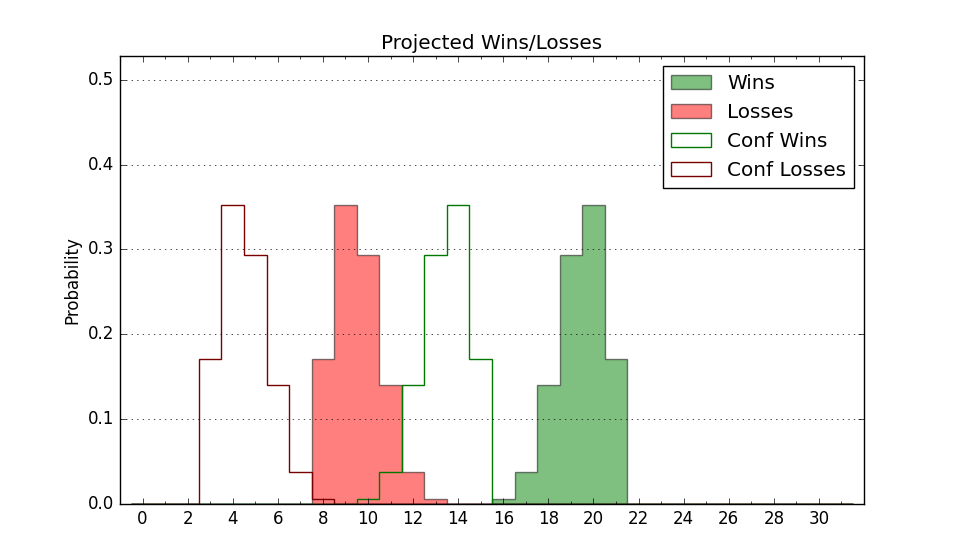 Projected Wins/Losses
Probability
0.5
0.4
0.3
0.2
0.1
0.0
0 2 4 6 8 10 12 14 16 18 20 22 24 26 28 30
Wins
Losses
Conf Wins
Conf Losses